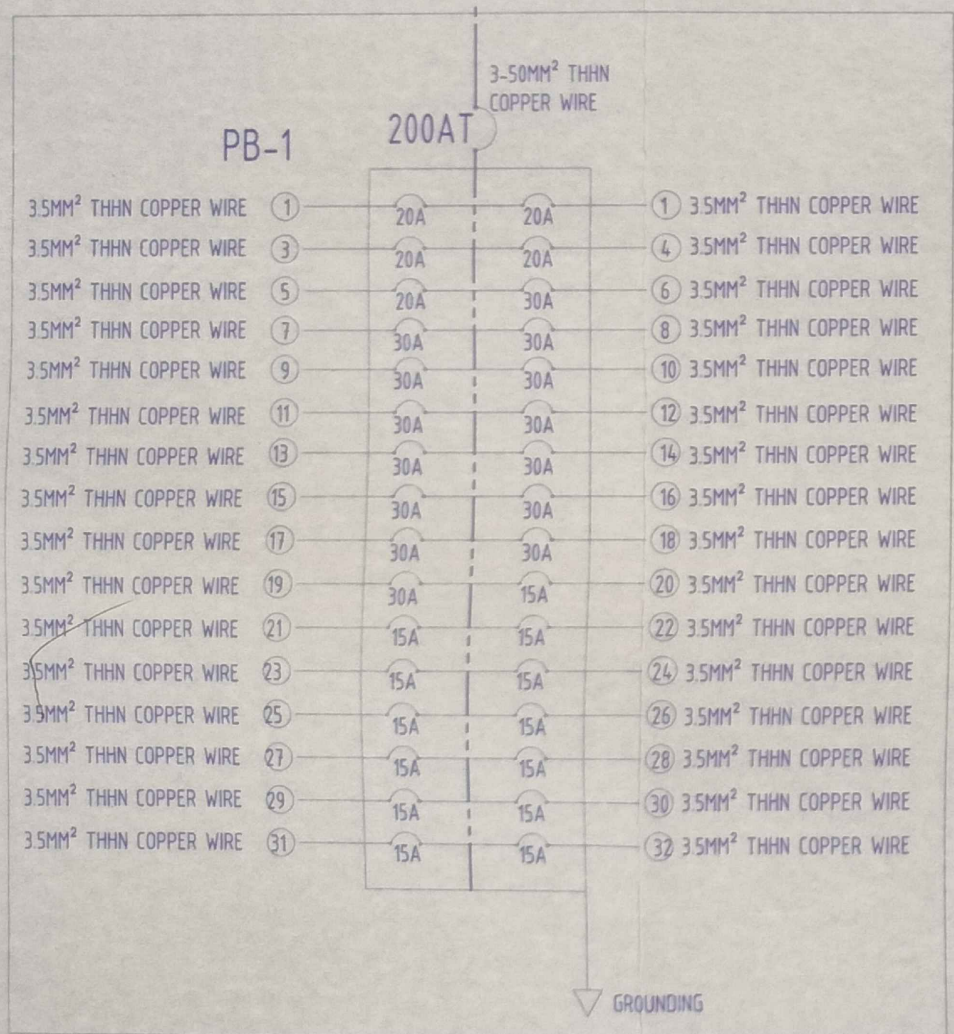 3-50MM² THHN
COPPER WIRE
PB-1 200AT
3.5MM² THHN COPPER WIRE 1 20A 20A 1 3.5MM² THHN COPPER WIRE
3.5MM² THHN COPPER WIRE 3 20A 20A 4 3.5MM² THHN COPPER WIRE
3.5MM² THHN COPPER WIRE 5 20A 30A 6 3.5MM² THHN COPPER WIRE
3.5MM² THHN COPPER WIRE 7 30A 30A 8 3.5MM² THHN COPPER WIRE
3.5MM² THHN COPPER WIRE 9 30A 30A 10 3.5MM² THHN COPPER WIRE
3.5MM² THHN COPPER WIRE 11 30A 30A 12 3.5MM² THHN COPPER WIRE
3.5MM² THHN COPPER WIRE 13 30A 30A 14 3.5MM² THHN COPPER WIRE
3.5MM² THHN COPPER WIRE 15 30A 30A 16 3.5MM² THHN COPPER WIRE
3.5MM² THHN COPPER WIRE 17 30A 30A 18 3.5MM² THHN COPPER WIRE
3.5MM² THHN COPPER WIRE 19 30A 15A 20 3.5MM² THHN COPPER WIRE
3.5MM² THHN COPPER WIRE 21 15A 15A 22 3.5MM² THHN COPPER WIRE
3.5MM² THHN COPPER WIRE 23 15A 15A 24 3.5MM² THHN COPPER WIRE
3.5MM² THHN COPPER WIRE 25 15A 15A 26 3.5MM² THHN COPPER WIRE
3.5MM² THHN COPPER WIRE 27 15A 15A 28 3.5MM² THHN COPPER WIRE
3.5MM² THHN COPPER WIRE 29 15A 15A 30 3.5MM² THHN COPPER WIRE
3.5MM² THHN COPPER WIRE 31 15A 15A 32 3.5MM² THHN COPPER WIRE
GROUNDING